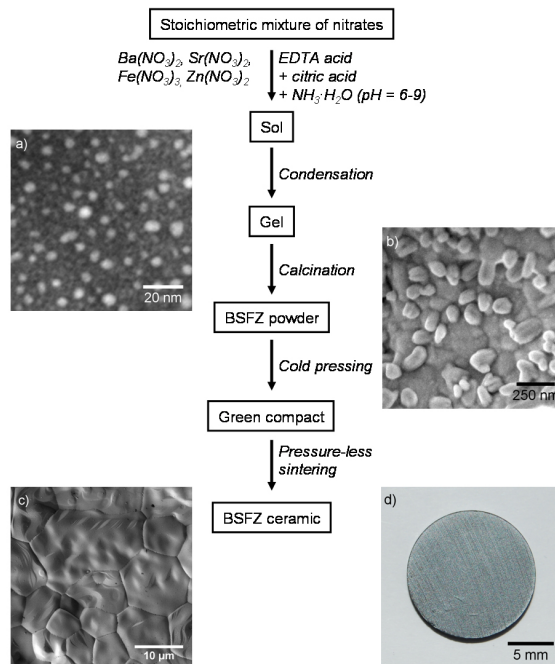 Stoichiometric mixture of nitrates
Ba(NO3)2, Sr(NO3)2,
Fe(NO3)3, Zn(NO3)2
EDTA acid
+ citric acid
+ NH3·H2O (pH = 6-9)
Sol
a)
20 nm
Condensation
Gel
b)
250 nm
Calcination
BSFZ powder
Cold pressing
Green compact
Pressure-less
sintering
c)
10 µm
BSFZ ceramic
d)
5 mm